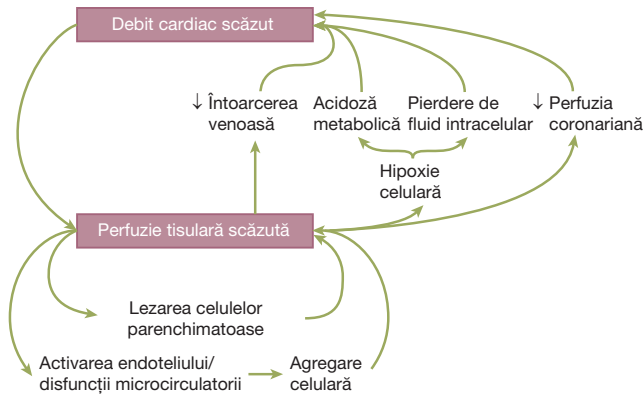 Debit cardiac scăzut
↓ Întoarcerea
venoasă
Acidoză
metabolică
Pierdere de
fluid intracelular
↓ Perfuzia
coronariană
Hipoxie
celulară
Perfuzie tisulară scăzută
Lezarea celulelor
parenchimatoase
Activarea endoteliului/
disfuncții microcirculatorii
Agregare
celulară